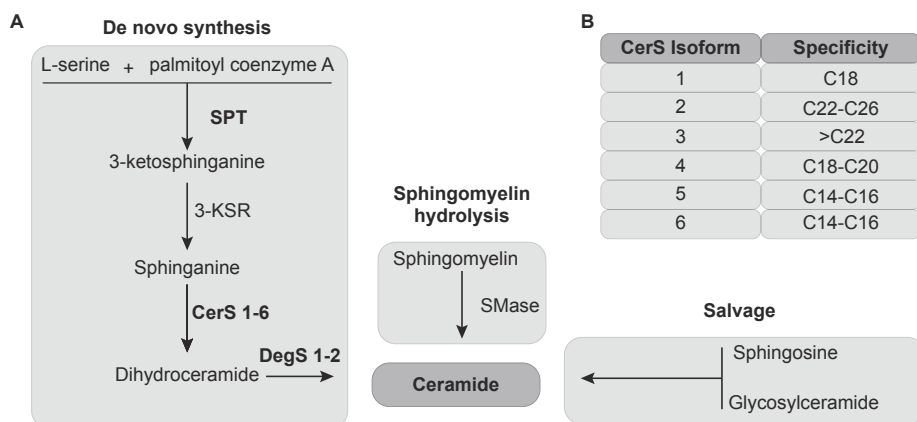 A
De novo synthesis
L-serine + palmitoyl coenzyme A
SPT
3-ketosphinganine
3-KSR
Sphinganine
CerS 1-6
DegS 1-2
Dihydroceramide
Sphingomyelin
hydrolysis
Sphingomyelin
SMase
Ceramide
B
CerS Isoform Specificity
1 C18
2 C22-C26
3 >C22
4 C18-C20
5 C14-C16
6 C14-C16
Salvage
Sphingosine
Glycosylceramide